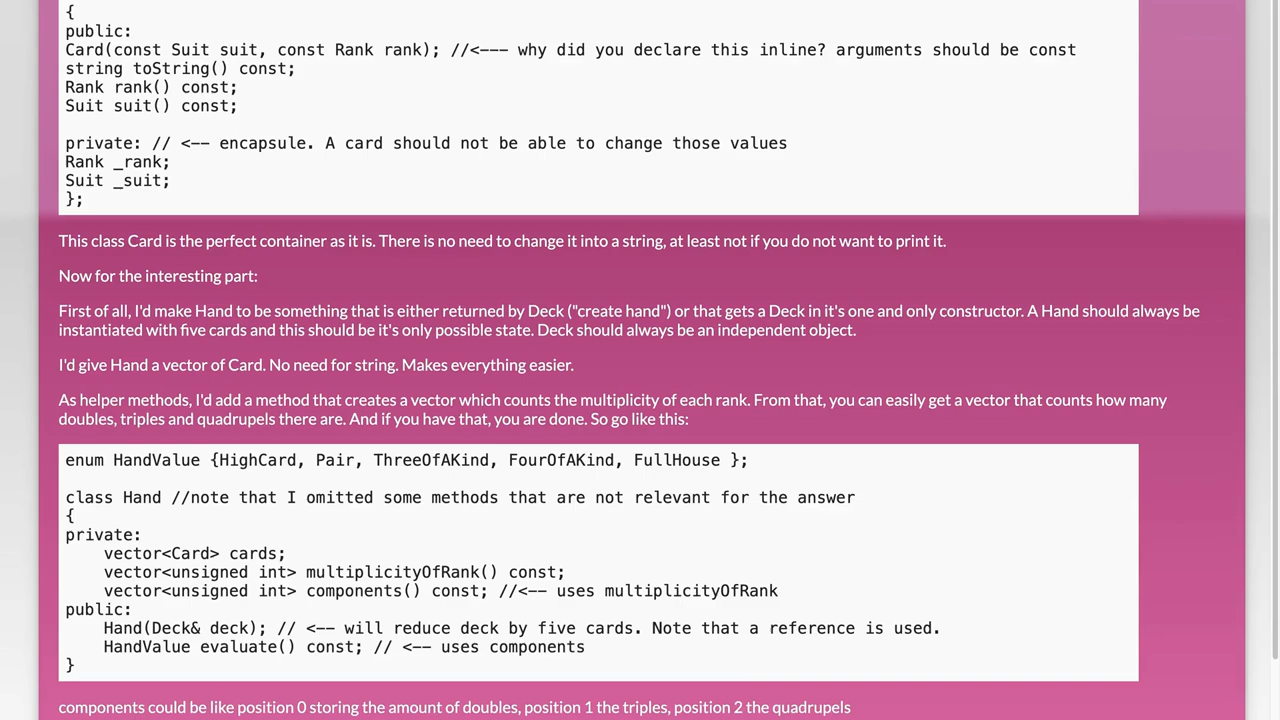 {
public:
Card(const Suit suit, const Rank rank); //<--- why did you declare this inline? arguments should be const
string toString() const;
Rank rank() const;
Suit suit() const;
private: // <-- encapsule. A card should not be able to change those values
Rank _rank;
Suit _suit;
};
This class Card is the perfect container as it is. There is no need to change it into a string, at least not if you do not want to print it.
Now for the interesting part:
First of all, I'd make Hand to be something that is either returned by Deck ("create hand") or that gets a Deck in it's one and only constructor. A Hand should always be
instantiated with five cards and this should be it's only possible state. Deck should always be an independent object.
I'd give Hand a vector of Card. No need for string. Makes everything easier.
As helper methods, I'd add a method that creates a vector which counts the multiplicity of each rank. From that, you can easily get a vector that counts how many
doubles, triples and quadrupels there are. And if you have that, you are done. So go like this:
enum HandValue {HighCard, Pair, ThreeOfAKind, FourOfAKind, FullHouse };
class Hand //note that I omitted some methods that are not relevant for the answer
{
private:
    vector<Card> cards;
    vector<unsigned int> multiplicityOfRank() const;
    vector<unsigned int> components() const; //<-- uses multiplicityOfRank
public:
    Hand(Deck& deck); // <-- will reduce deck by five cards. Note that a reference is used.
    HandValue evaluate() const; // <-- uses components
}
components could be like position 0 storing the amount of doubles, position 1 the triples, position 2 the quadrupels